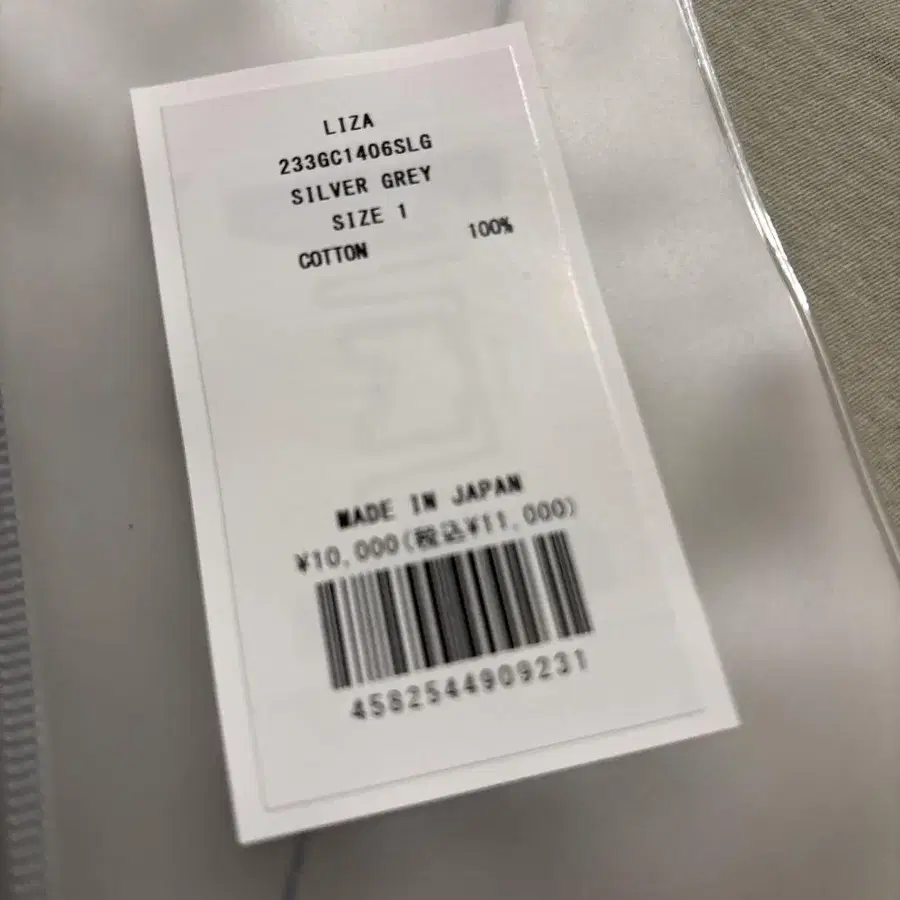 LIZA
233GC1406SLG
SILVER GREY
SIZE 1
COTTON 100%
MADE IN JAPAN
¥10,000(税込¥11,000)
4582544909231